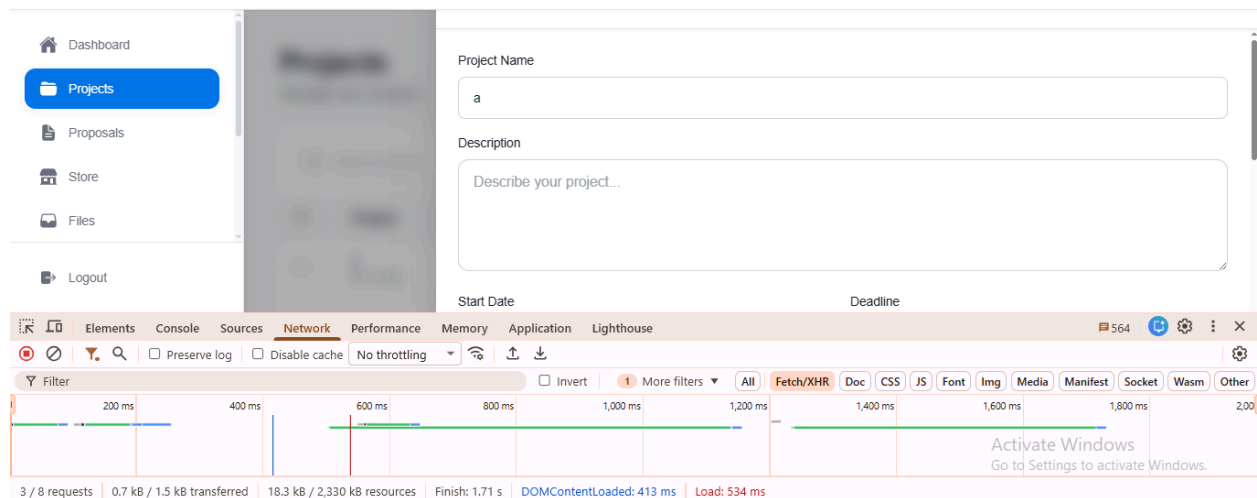 Dashboard
Projects
Proposals
Store
Files
Logout
Projects
Project Name
a
Description
Describe your project...
Start Date Deadline
Elements Console Sources Network Performance Memory Application Lighthouse 564
Preserve log Disable cache No throttling
Filter Invert 1 More filters All Fetch/XHR Doc CSS JS Font Img Media Manifest Socket Wasm Other
200 ms 400 ms 600 ms 800 ms 1,000 ms 1,200 ms 1,400 ms 1,600 ms 1,800 ms 2,00
Activate Windows
Go to Settings to activate Windows.
3 / 8 requests 0.7 kB / 1.5 kB transferred 18.3 kB / 2,330 kB resources Finish: 1.71 s DOMContentLoaded: 413 ms Load: 534 ms